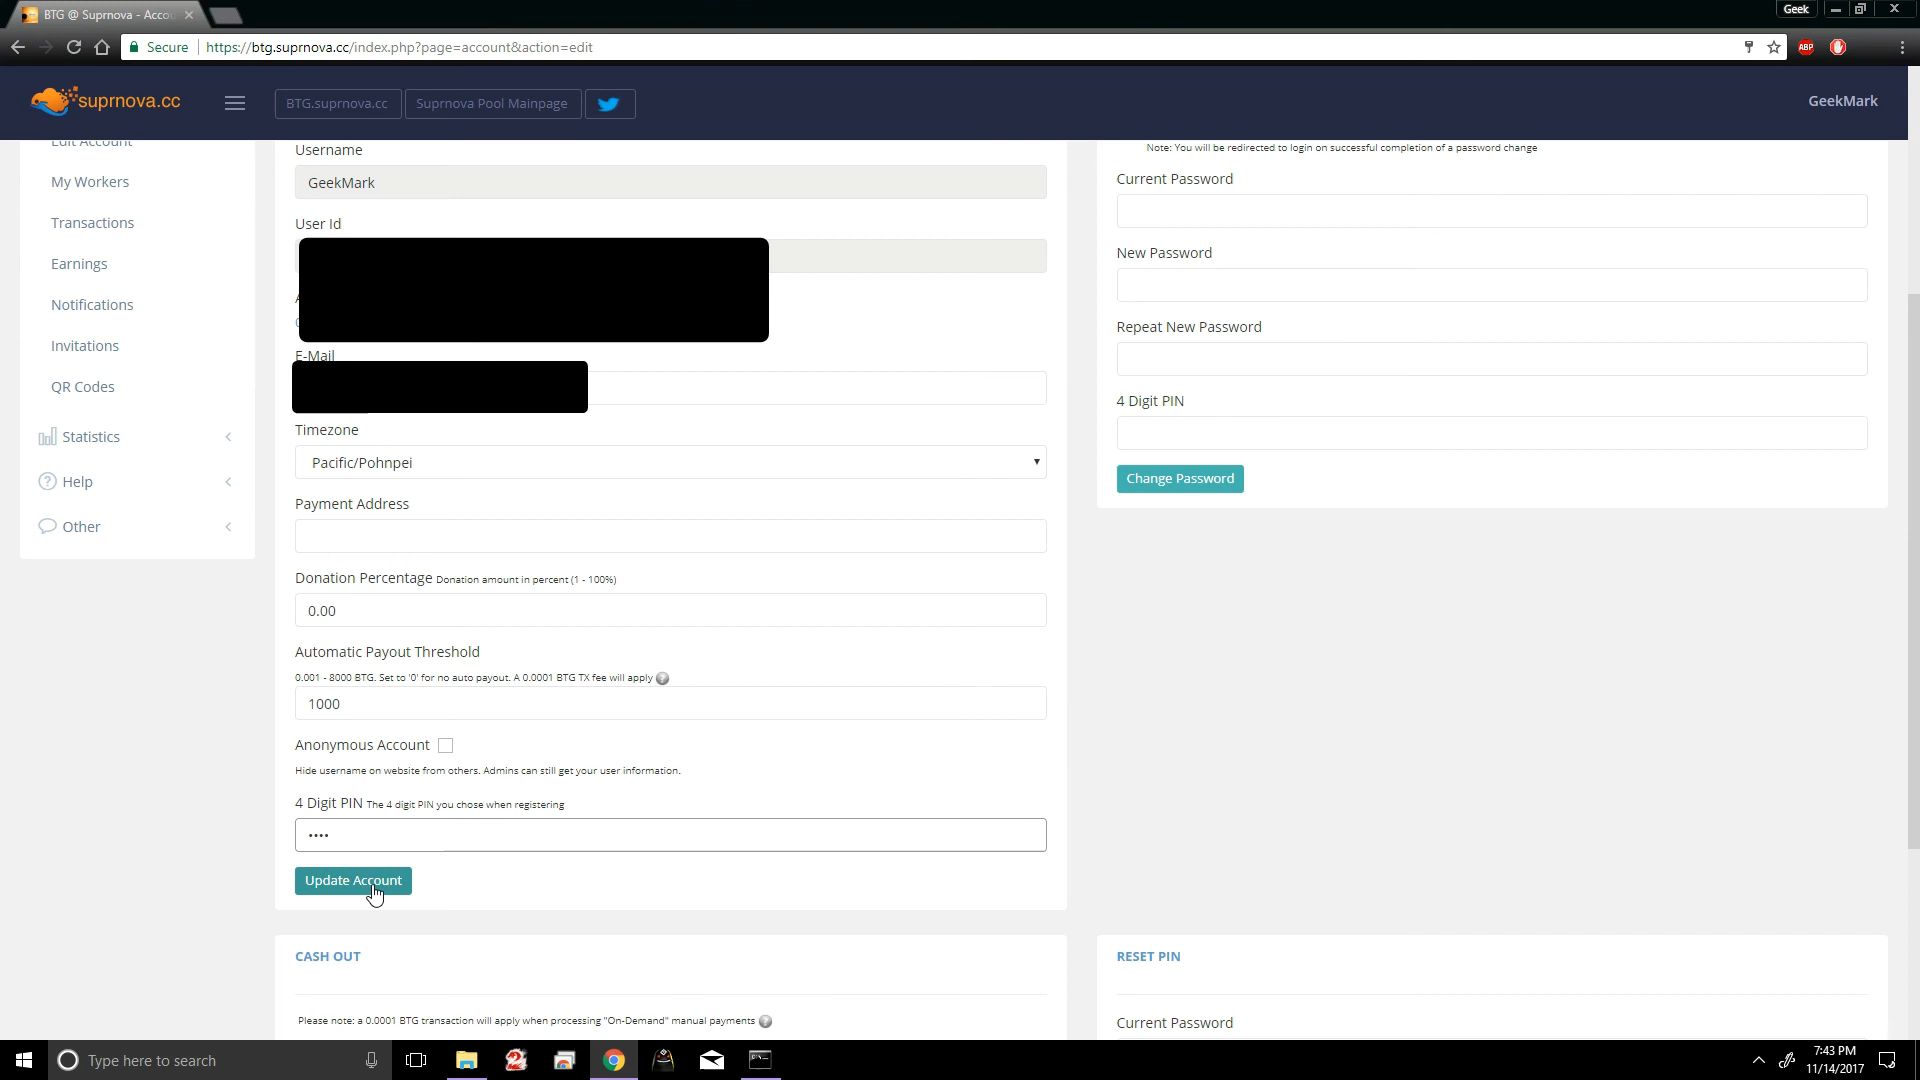 BTG @ Suprnova - Accou
Geek
Secure
https://btg.suprnova.cc/index.php?page=account&action=edit
ABP
suprnova.cc
BTG.suprnova.cc
Suprnova Pool Mainpage
GeekMark
Edit Account
My Workers
Transactions
Earnings
Notifications
Invitations
QR Codes
Statistics
Help
Other
Username
GeekMark
User Id
E-Mail
Timezone
Pacific/Pohnpei
Payment Address
Donation Percentage Donation amount in percent (1 - 100%)
0.00
Automatic Payout Threshold
0.001 - 8000 BTG. Set to '0' for no auto payout. A 0.0001 BTG TX fee will apply
1000
Anonymous Account
Hide username on website from others. Admins can still get your user information.
4 Digit PIN The 4 digit PIN you chose when registering
••••
Update Account
CASH OUT
Please note: a 0.0001 BTG transaction will apply when processing "On-Demand" manual payments
Note: You will be redirected to login on successful completion of a password change
Current Password
New Password
Repeat New Password
4 Digit PIN
Change Password
RESET PIN
Current Password
Type here to search
7:43 PM
11/14/2017